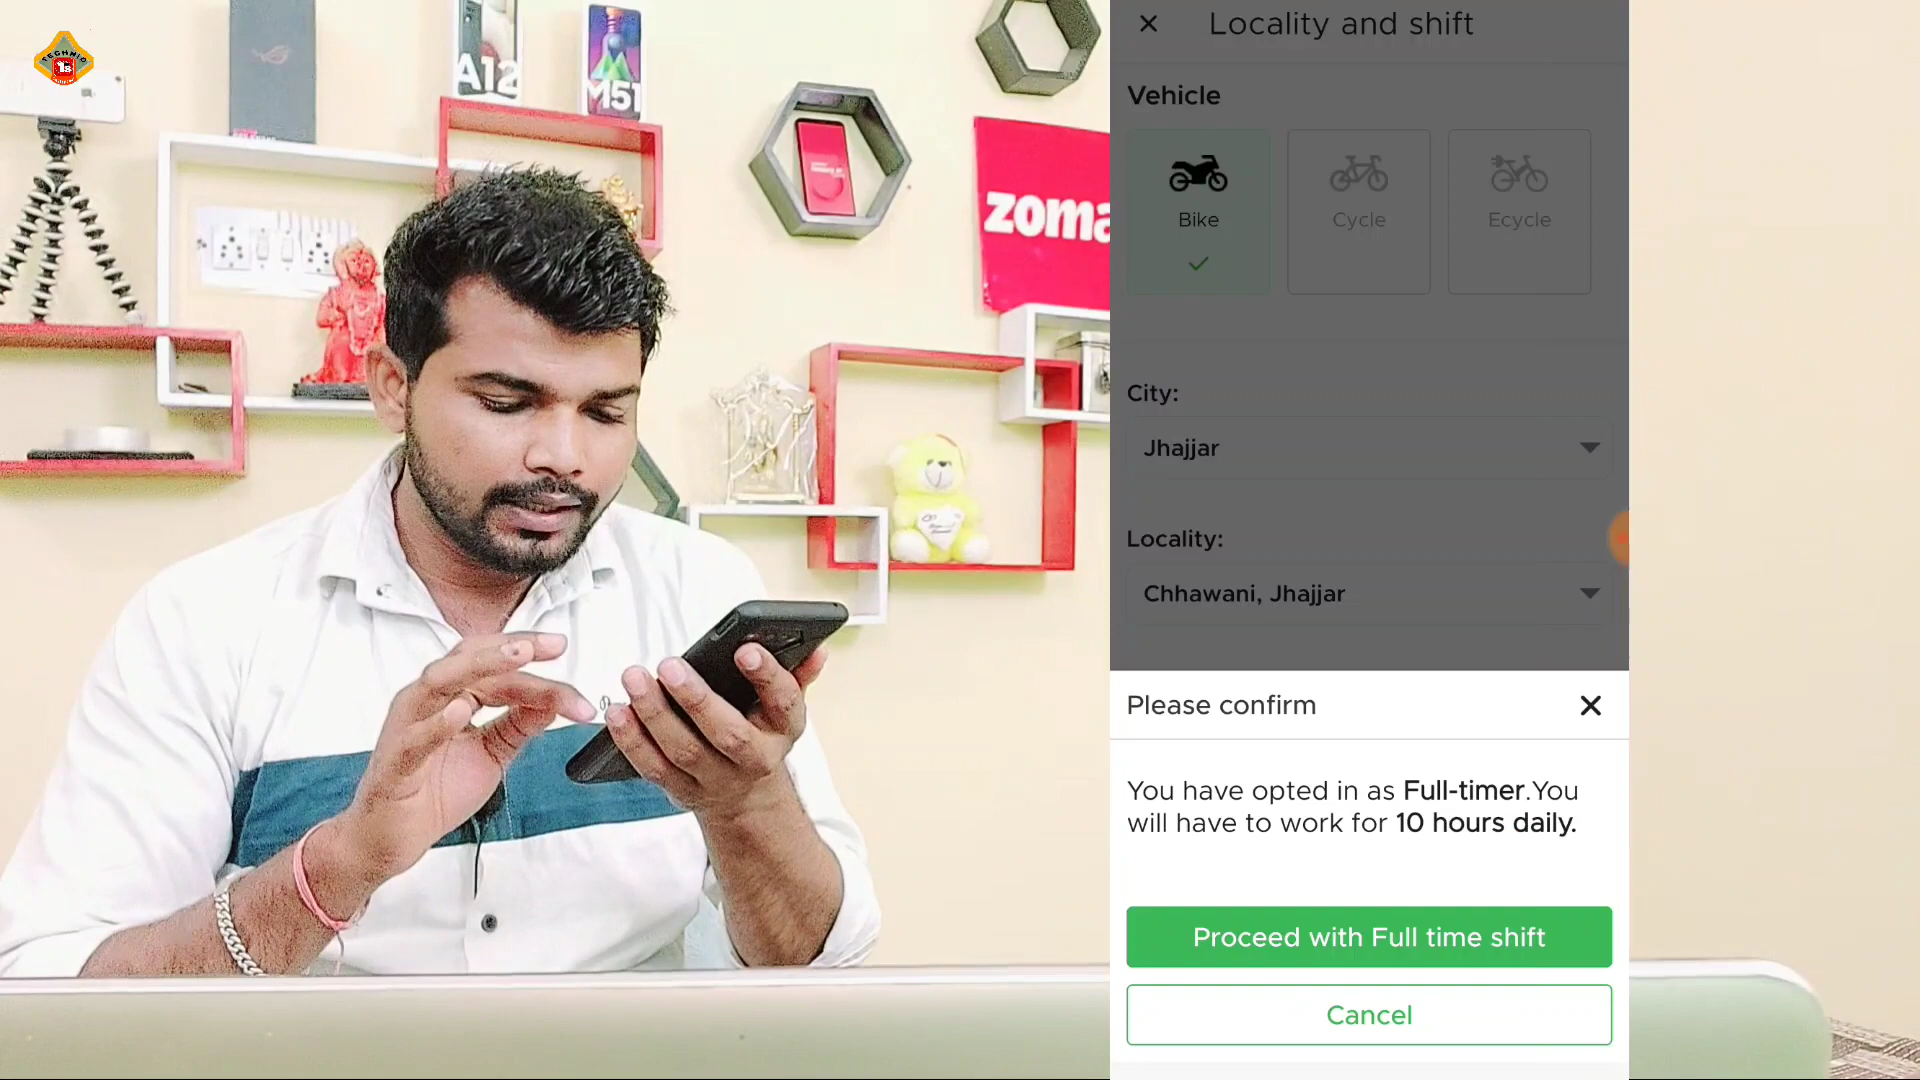 TECHNIO
A12
M51
zoma
Locality and shift
Vehicle
Bike
Cycle
Ecycle
City:
Jhajjar
Locality:
Chhawani, Jhajjar
Please confirm
You have opted in as Full-timer.You
will have to work for 10 hours daily.
Proceed with Full time shift
Cancel